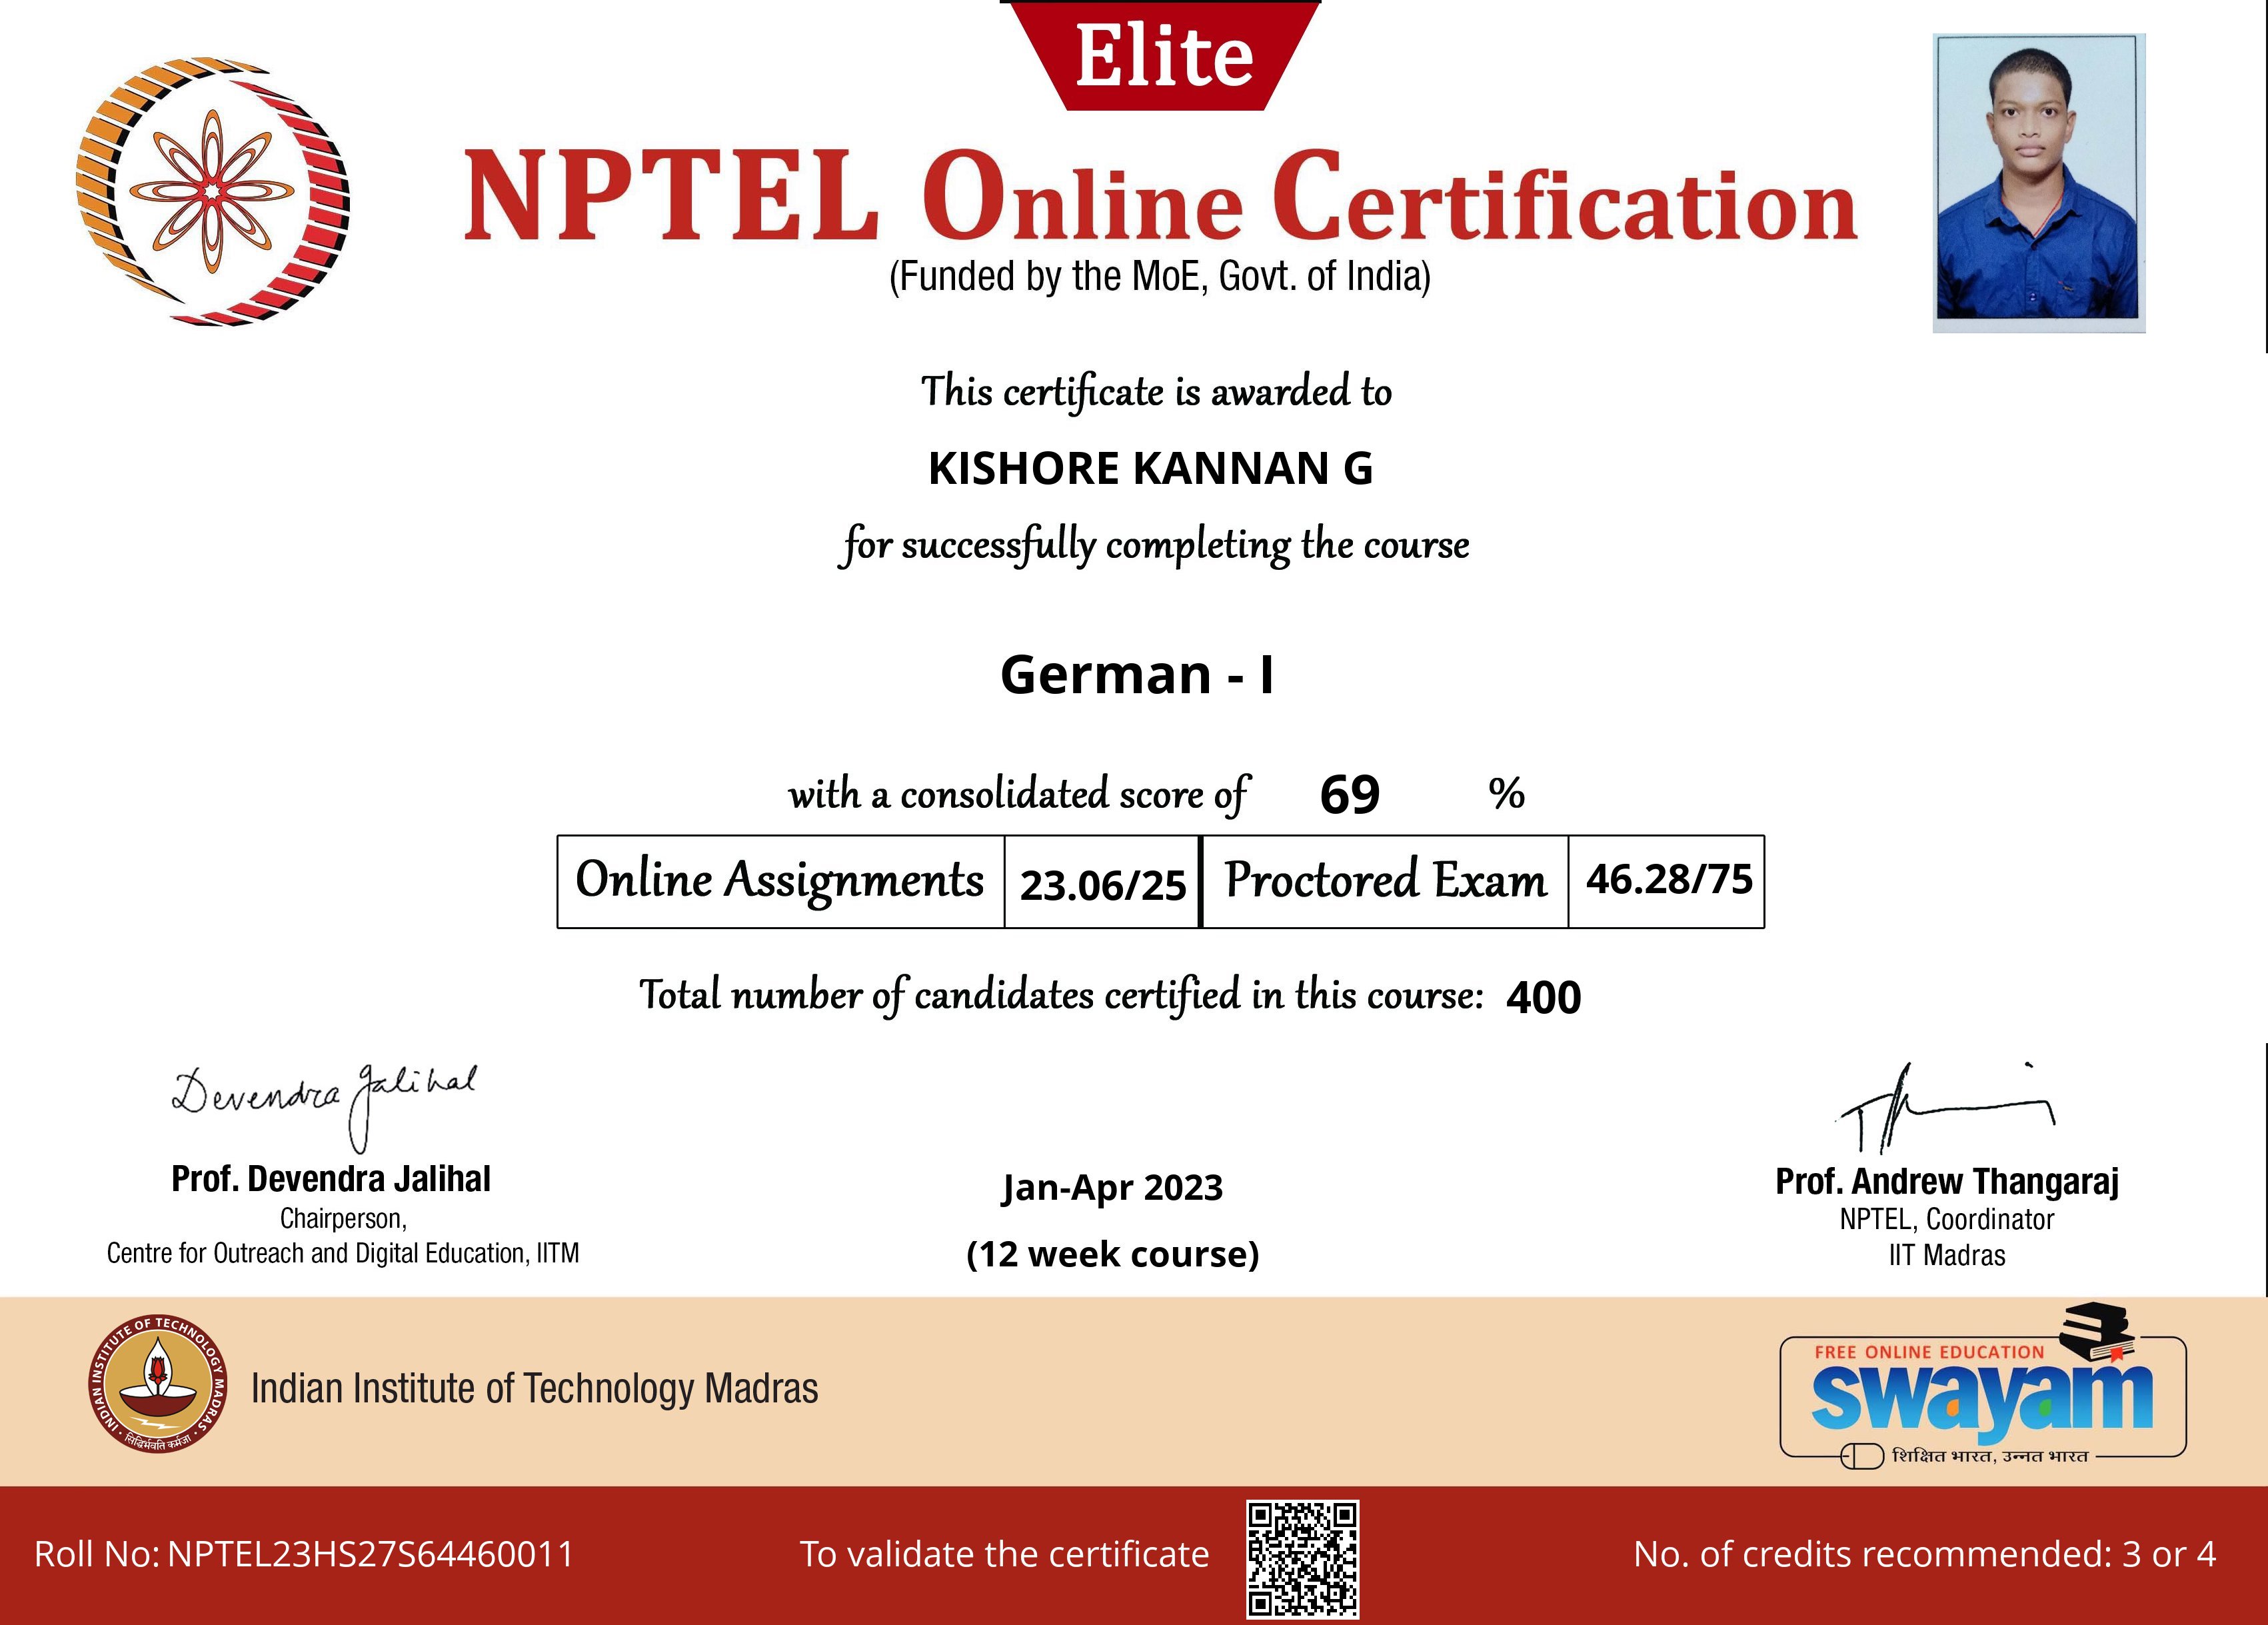 Elite
NPTEL Online Certification
(Funded by the MoE, Govt. of India)
This certificate is awarded to
KISHORE KANNAN G
for successfully completing the course
German - I
with a consolidated score of 69 %
Online Assignments 23.06/25 Proctored Exam 46.28/75
Total number of candidates certified in this course: 400
Devendra Jalihal
Prof. Devendra Jalihal
Chairperson,
Centre for Outreach and Digital Education, IITM
Jan-Apr 2023
(12 week course)
Prof. Andrew Thangaraj
NPTEL, Coordinator
IIT Madras
INDIAN INSTITUTE OF TECHNOLOGY MADRAS
सिद्धिर्भवति कर्मजा
Indian Institute of Technology Madras
FREE ONLINE EDUCATION
swayam
शिक्षित भारत, उन्नत भारत
Roll No: NPTEL23HS27S64460011
To validate the certificate
No. of credits recommended: 3 or 4